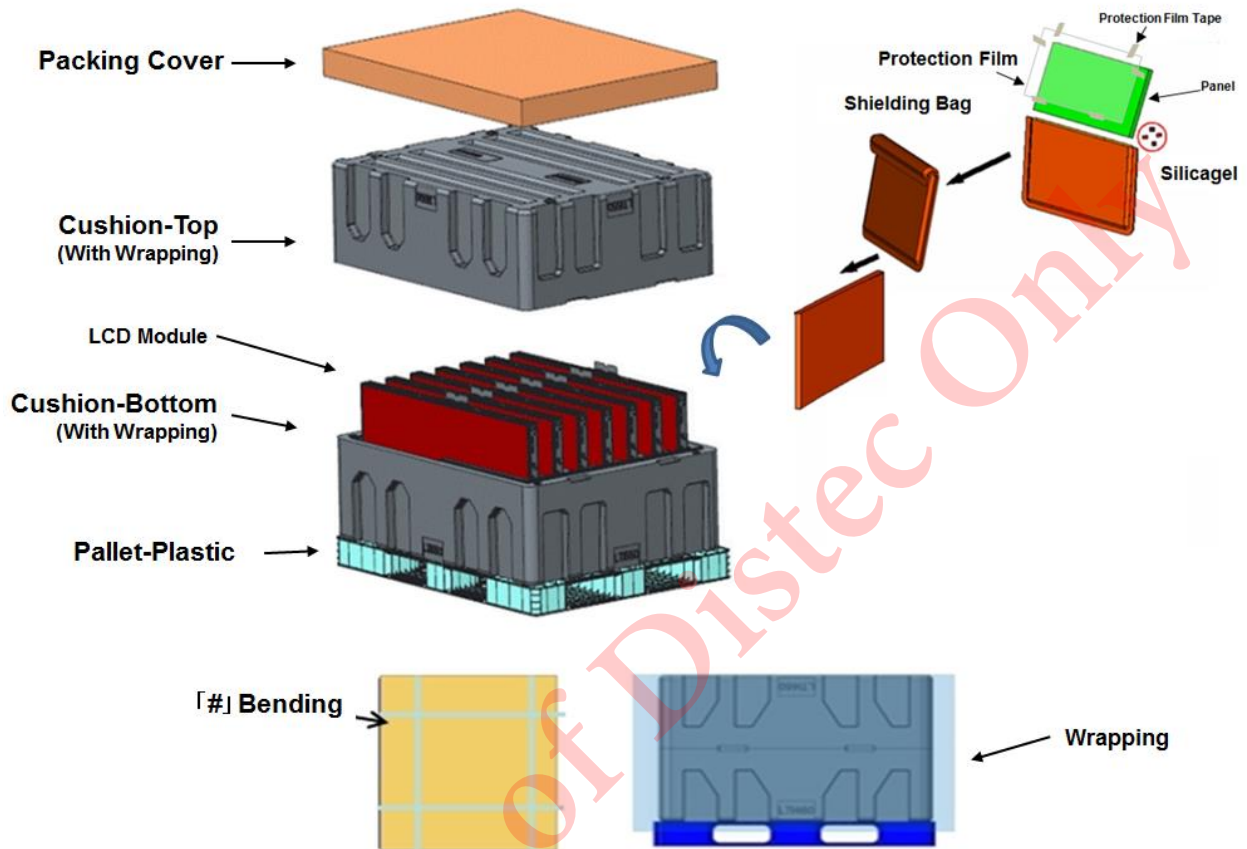 Packing Cover
Cushion-Top
(With Wrapping)
LCD Module
Cushion-Bottom
(With Wrapping)
Pallet-Plastic
Protection Film Tape
Protection Film
Panel
Shielding Bag
Silicagel
｢#｣ Bending
Wrapping
of Distec Only